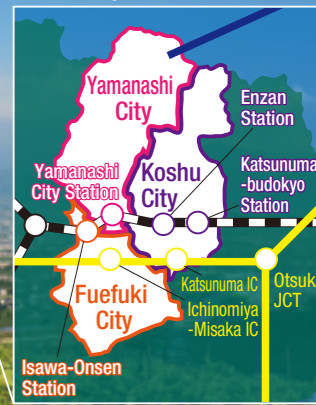 Yamanashi
City
Enzan
Station
Yamanashi
City Station
Koshu
City
Katsunuma
-budokyo
Station
Katsunuma IC
Otsuki
JCT
Ichinomiya
-Misaka IC
Fuefuki
City
Isawa-Onsen
Station